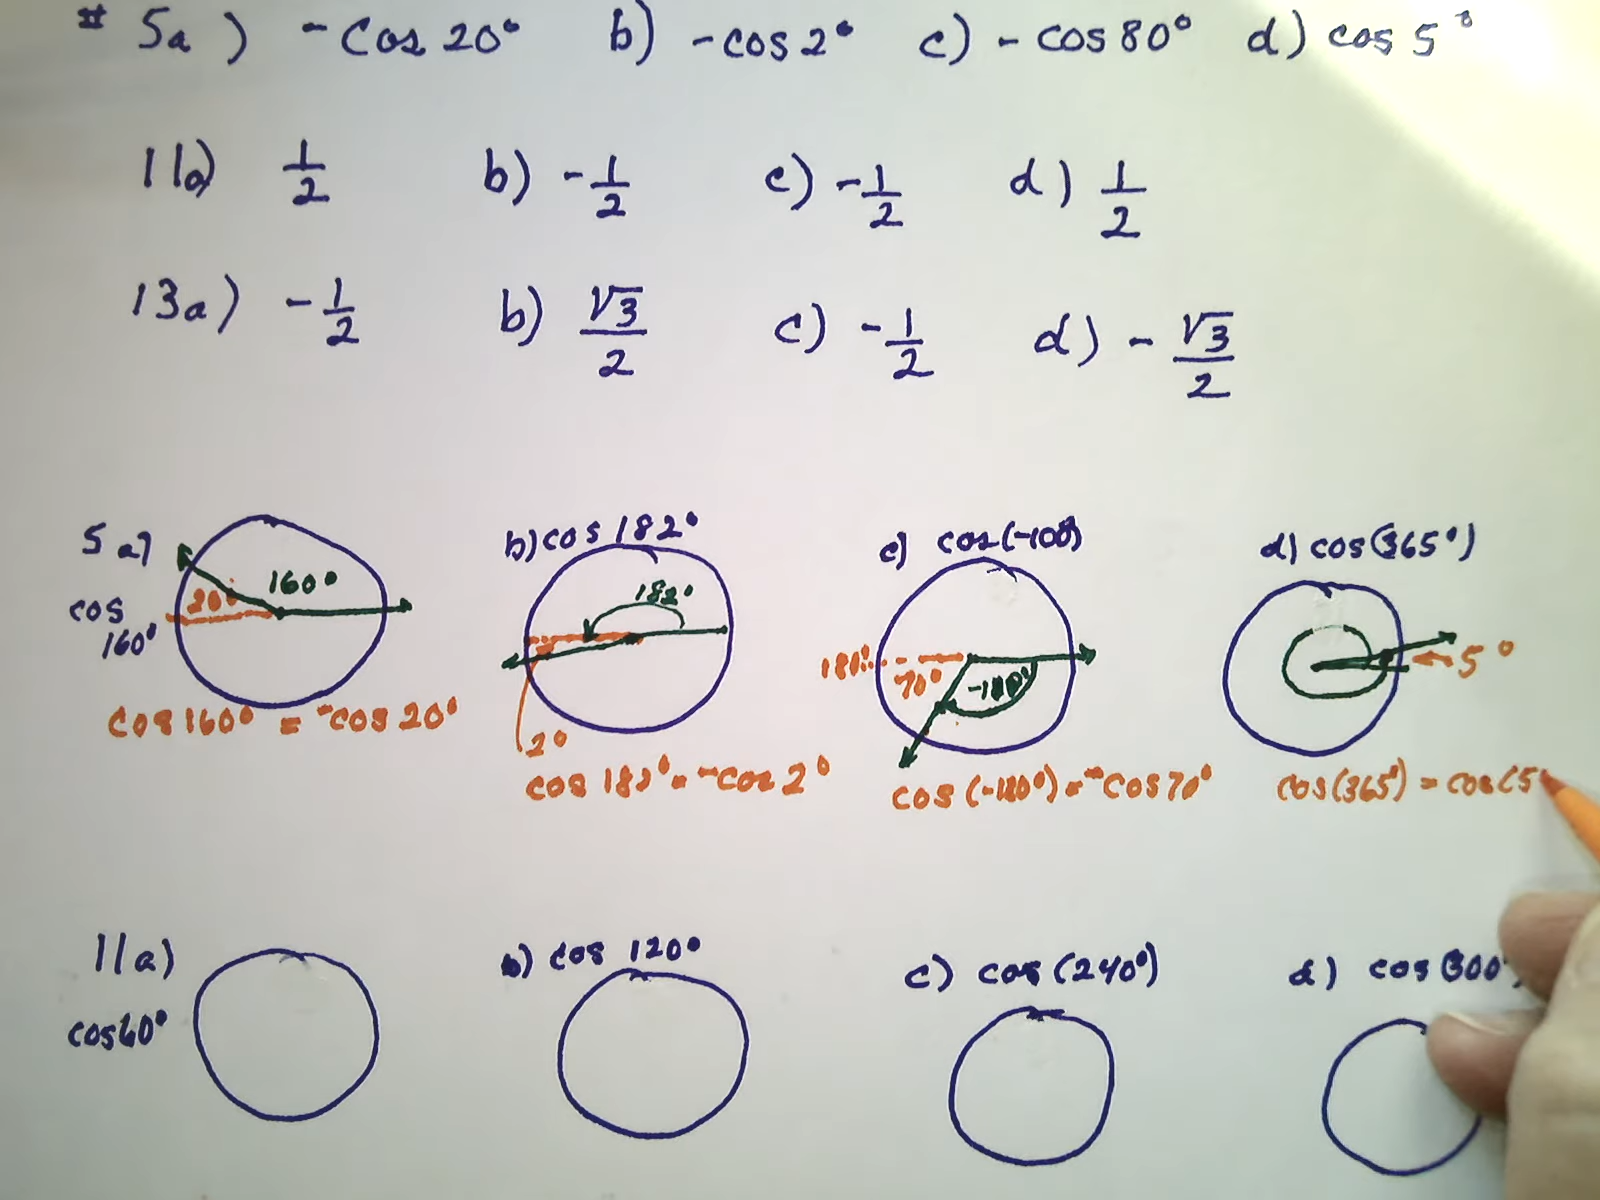 # 5a) -cos 20° b) -cos 2° c) - cos 80° d) cos 5°
11a) 1/2 b) -1/2 c) -1/2 d) 1/2
13a) -1/2 b) √3/2 c) -1/2 d) -√3/2
5a)
cos
160°
160°
20°
cos 160° = -cos 20°
b) cos 182°
182°
2°
cos 182° = -cos 2°
c) cos(-100)
180°
70°
= -cos 70°
d) cos(365°)
5°
cos(365°) = cos(5
11a)
cos 60°
b) cos 120°
c) cos (240°)
d) cos (300°)